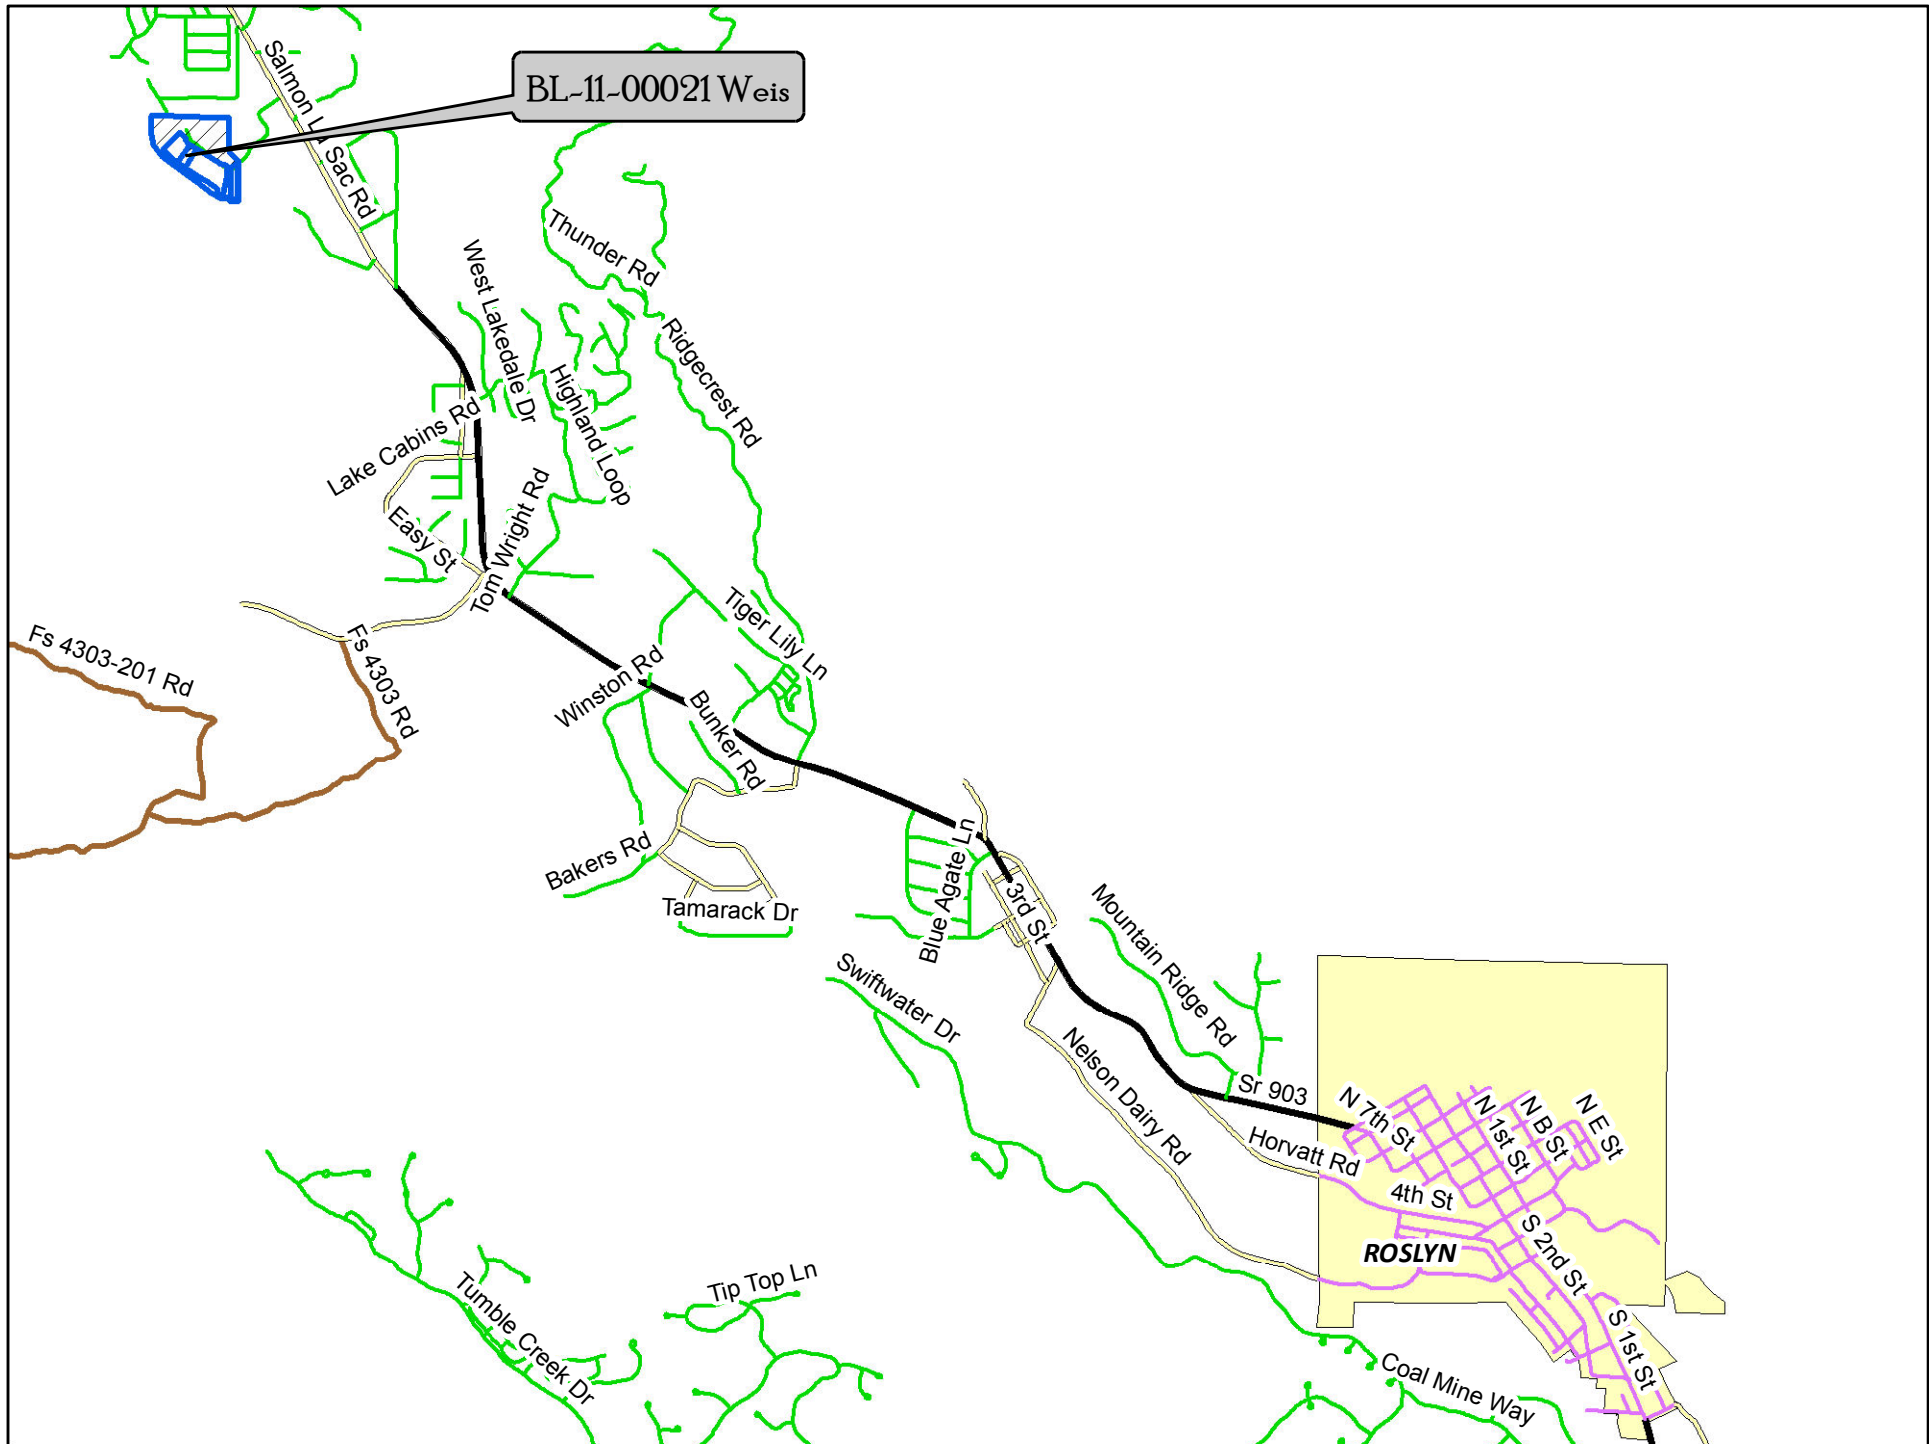 BL-11-00021 Weis
Salmon La Sac Rd
Thunder Rd
West Lakedale Dr
Ridgecrest Rd
Highland Loop
Lake Cabins Rd
Tom Wright Rd
Easy St
Tiger Lily Ln
Fs 4303-201 Rd
Fs 4303 Rd
Winston Rd
Bunker Rd
Bakers Rd
Tamarack Dr
Blue Agate Ln
3rd St
Mountain Ridge Rd
Swiftwater Dr
Nelson Dairy Rd
Sr 903
N 7th St
N 1st St
N B St
N E St
Horvatt Rd
4th St
ROSLYN
S 2nd St
S 1st St
Tip Top Ln
Tumble Creek Dr
Coal Mine Way